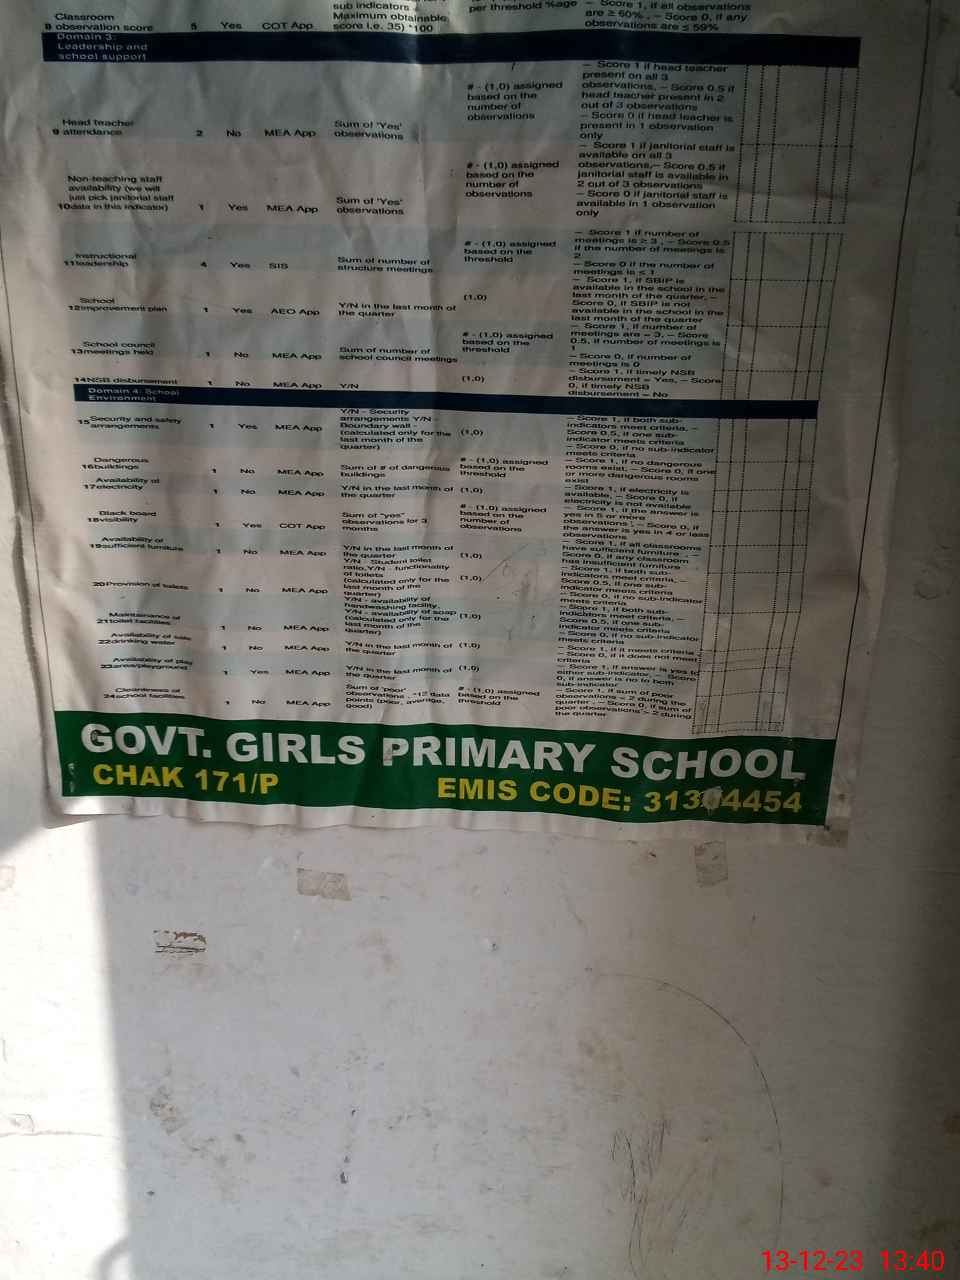 sub indicators ÷
Maximum obtainable
score i.e. 35) *100
per threshold %age
– Score 1, if all observations
are ≥ 60% , – Score 0, if any
observations are ≤ 59%
Classroom
8 observation score 5 Yes COT App
Domain 3:
Leadership and
school support
Head teacher
9 attendance 2 No MEA App
Sum of 'Yes'
observations
# - (1,0) assigned
based on the
number of
observations
– Score 1 if head teacher
present on all 3
observations, – Score 0.5 if
head teacher present in 2
out of 3 observations
– Score 0 if head teacher is
present in 1 observation
only
Non-teaching staff
availability (we will
just pick janitorial staff
10data in this indicator) 1 Yes MEA App
Sum of 'Yes'
observations
# - (1,0) assigned
based on the
number of
observations
– Score 1 if janitorial staff is
available on all 3
observations,– Score 0.5 if
janitorial staff is available in
2 out of 3 observations
– Score 0 if janitorial staff is
available in 1 observation
only
Instructional
11leadership 4 Yes SIS
Sum of number of
structure meetings
# - (1,0) assigned
based on the
threshold
– Score 1 if number of
meetings is ≥ 3 , – Score 0.5
if the number of meetings is
2
– Score 0 if the number of
meetings is ≤ 1
School
12improvement plan 1 Yes AEO App
Y/N in the last month of
the quarter
(1,0)
– Score 1, if SBIP is
available in the school in the
last month of the quarter, –
Score 0, if SBIP is not
available in the school in the
last month of the quarter
School council
13meetings held 1 No MEA App
Sum of number of
school council meetings
# - (1,0) assigned
based on the
threshold
– Score 1, if number of
meetings are = 3, – Score
0.5, if number of meetings is
1
– Score 0, if number of
meetings is 0
14NSB disbursement 1 No MEA App Y/N (1,0)
– Score 1, if timely NSB
disbursement = Yes, – Score
0, if timely NSB
disbursement = No
Domain 4: School
Environment
15Security and safety
arrangements 1 Yes MEA App
Y/N - Security
arrangements Y/N -
Boundary wall -
(calculated only for the
last month of the
quarter)
(1,0)
– Score 1, if both sub-
indicators meet criteria, –
Score 0.5, if one sub-
indicator meets criteria
– Score 0, if no sub-indicator
meets criteria
Dangerous
16buildings 1 No MEA App
Sum of # of dangerous
buildings
# - (1,0) assigned
based on the
threshold
– Score 1, if no dangerous
rooms exist, – Score 0, if one
or more dangerous rooms
exist
Availability of
17electricity 1 No MEA App
Y/N in the last month of
the quarter
(1,0)
– Score 1, if electricity is
available, – Score 0, if
electricity is not available
Black board
18visibility 1 Yes COT App
Sum of "yes"
observations for 3
months
# - (1,0) assigned
based on the
number of
observations
– Score 1, if the answer is
yes in 5 or more
observations , – Score 0, if
the answer is yes in 4 or less
observations
Availability of
19sufficient furniture 1 No MEA App
Y/N in the last month of
the quarter
(1,0)
– Score 1, if all classrooms
have sufficient furniture , –
Score 0, if any classroom
has insufficient furniture
20Provision of toilets 1 No MEA App
Y/N - Student toilet
ratio,Y/N - functionality
of toilets
(calculated only for the
last month of the
quarter)
(1,0)
– Score 1, if both sub-
indicators meet criteria, –
Score 0.5, if one sub-
indicator meets criteria
– Score 0, if no sub-indicator
meets criteria
Maintenance of
21toilet facilities 1 No MEA App
Y/N - availability of
handwashing facility,
Y/N - availability of soap
(calculated only for the
last month of the
quarter)
(1,0)
– Score 1, if both sub-
indicators meet criteria, –
Score 0.5, if one sub-
indicator meets criteria
– Score 0, if no sub-indicator
meets criteria
Availability of safe
22drinking water 1 No MEA App
Y/N in the last month of
the quarter
(1,0)
– Score 1, if it meets criteria ,
– Score 0, if it does not meet
criteria
Availability of play
23area/playground 1 Yes MEA App
Y/N in the last month of
the quarter
(1,0)
– Score 1, if answer is yes to
either sub-indicator, – Score
0, if answer is no to both
sub-indicator
Cleanliness of
24school facilities 1 No MEA App
Sum of 'poor'
observations , *12 data
points (poor, average,
good)
# - (1,0) assigned
based on the
threshold
– Score 1, if sum of poor
observations = 2 during the
quarter , – Score 0, if sum of
poor observations > 2 during
the quarter
GOVT. GIRLS PRIMARY SCHOOL
CHAK 171/P EMIS CODE: 31304454
13-12-23 13:40